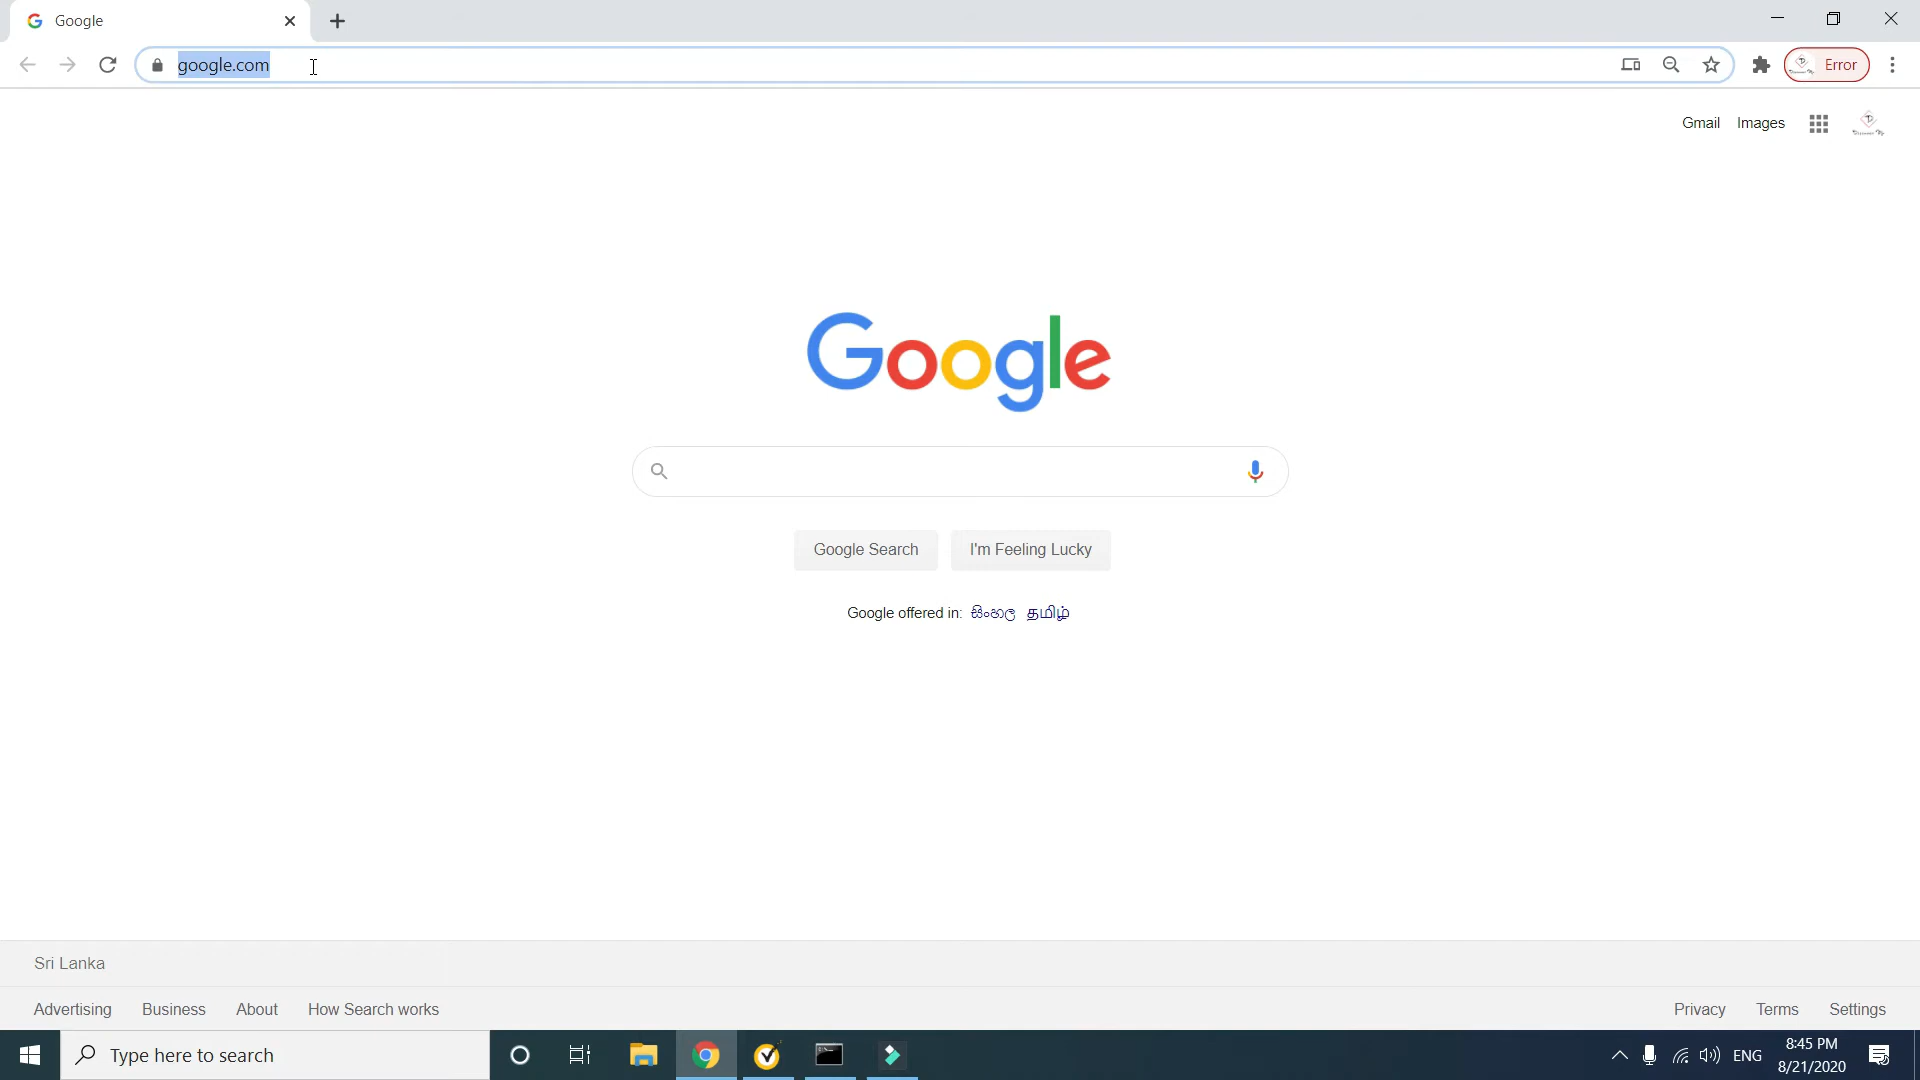 Google
google.com
Error
Gmail Images
Google
Google Search I'm Feeling Lucky
Google offered in: සිංහල தமிழ்
Sri Lanka
Advertising Business About How Search works
Privacy Terms Settings
Type here to search
ENG
8:45 PM
8/21/2020